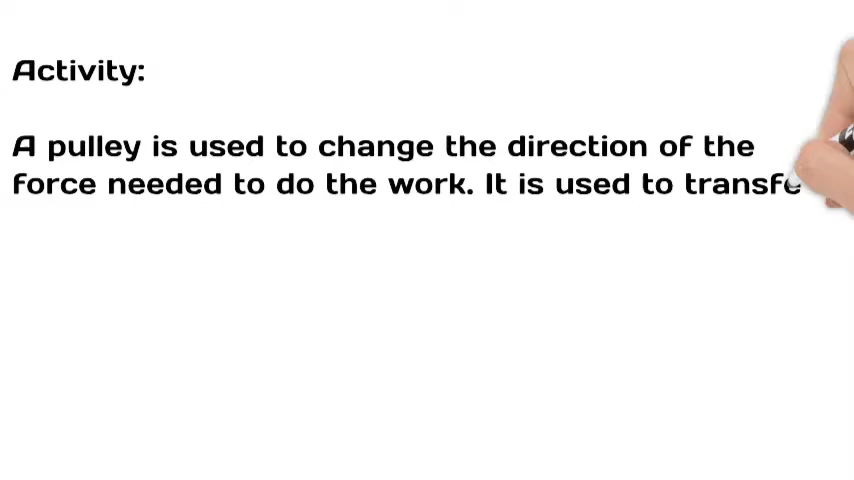 Activity:
A pulley is used to change the direction of the
force needed to do the work. It is used to transfe